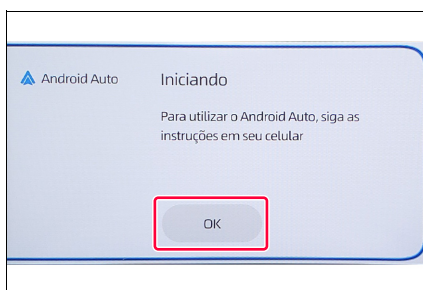 Android Auto
Iniciando
Para utilizar o Android Auto, siga as
instruções em seu celular
OK